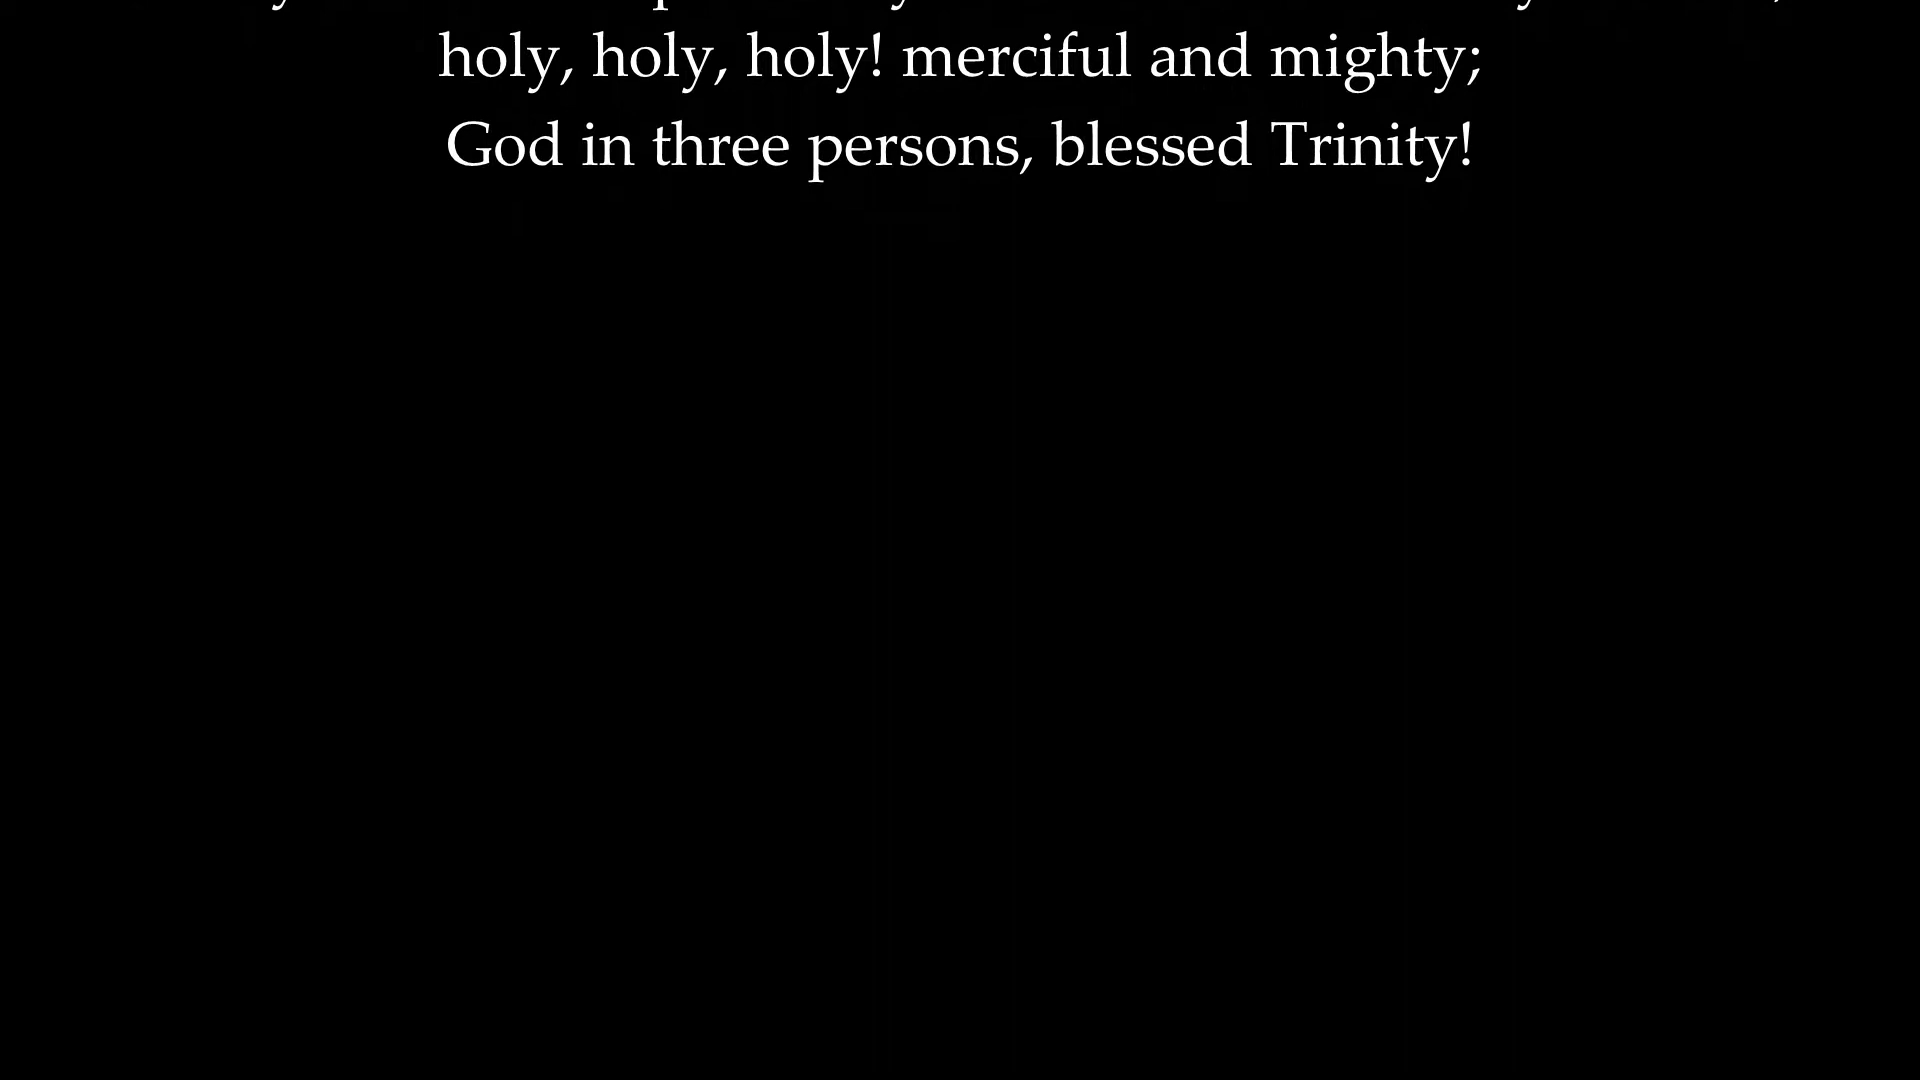 holy, holy, holy! merciful and mighty;
God in three persons, blessed Trinity!